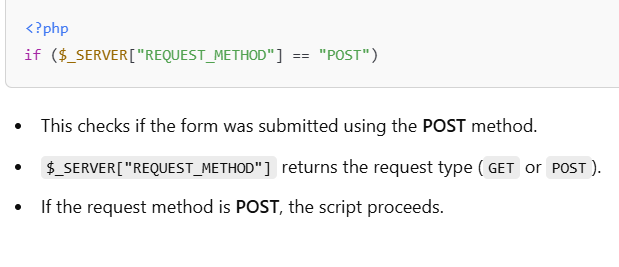 <?php
if ($_SERVER["REQUEST_METHOD"] == "POST")
• This checks if the form was submitted using the POST method.
• $_SERVER["REQUEST_METHOD"] returns the request type ( GET or POST ).
• If the request method is POST, the script proceeds.